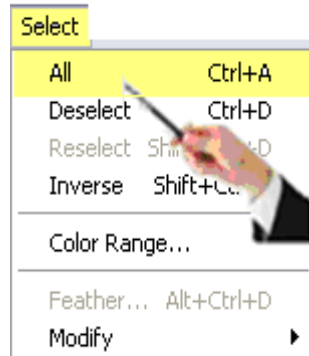 Select
All Ctrl+A
Deselect Ctrl+D
Reselect
Inverse
Color Range...
Feather... Alt+Ctrl+D
Modify